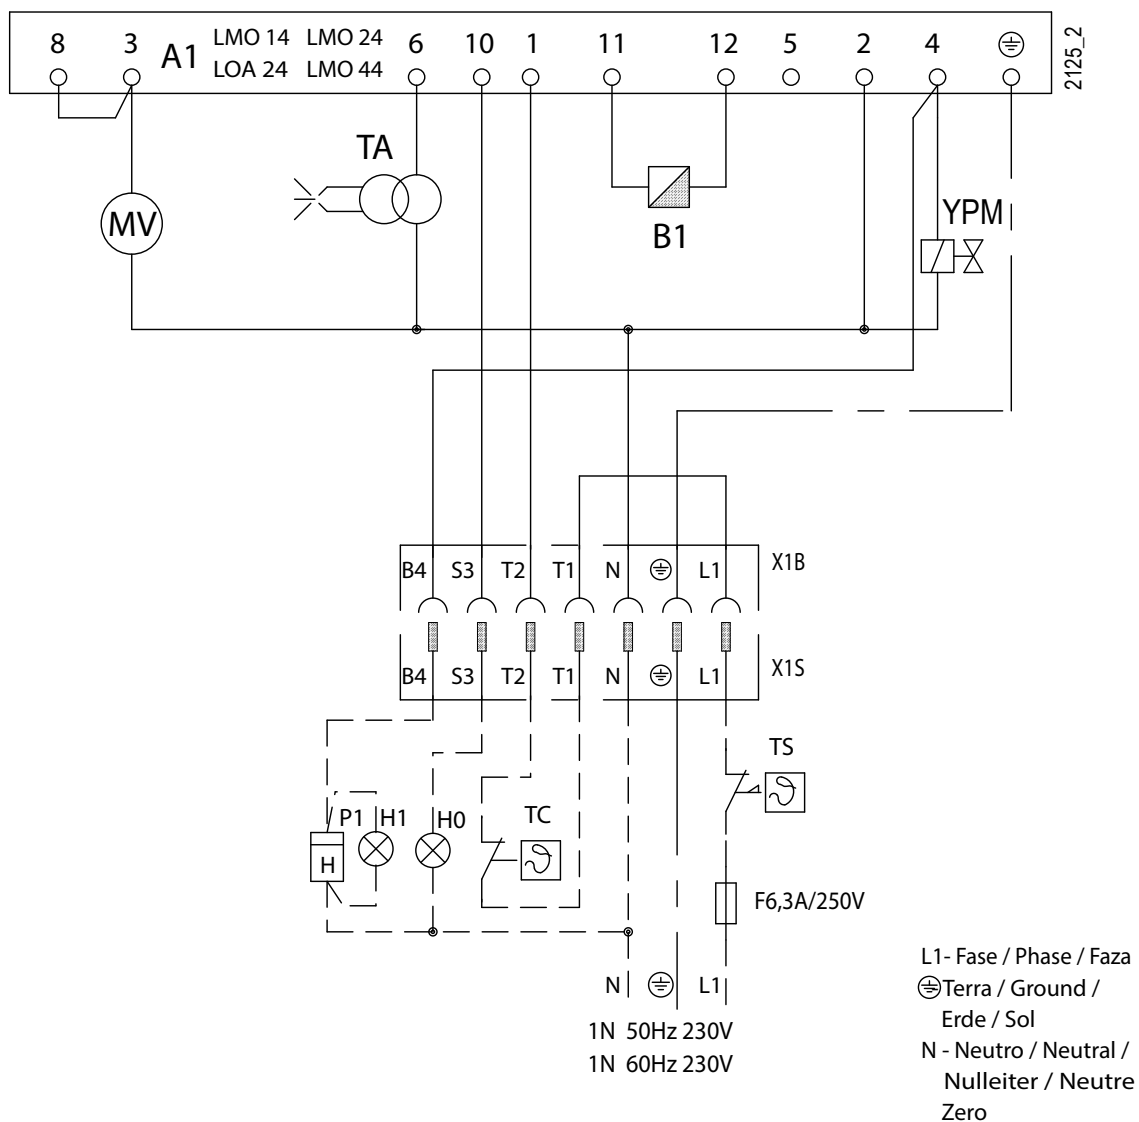 8 3 A1 LMO 14 LMO 24 6 10 1 11 12 5 2 4
LOA 24 LMO 44
2125_2
TA
MV
B1
YPM
B4 S3 T2 T1 N L1 X1B
B4 S3 T2 T1 N L1 X1S
TS
P1 H1 H0 TC
H
F6,3A/250V
N L1
1N 50Hz 230V
1N 60Hz 230V
L1- Fase / Phase / Faza
Terra / Ground /
Erde / Sol
N - Neutro / Neutral /
Nulleiter / Neutre
Zero